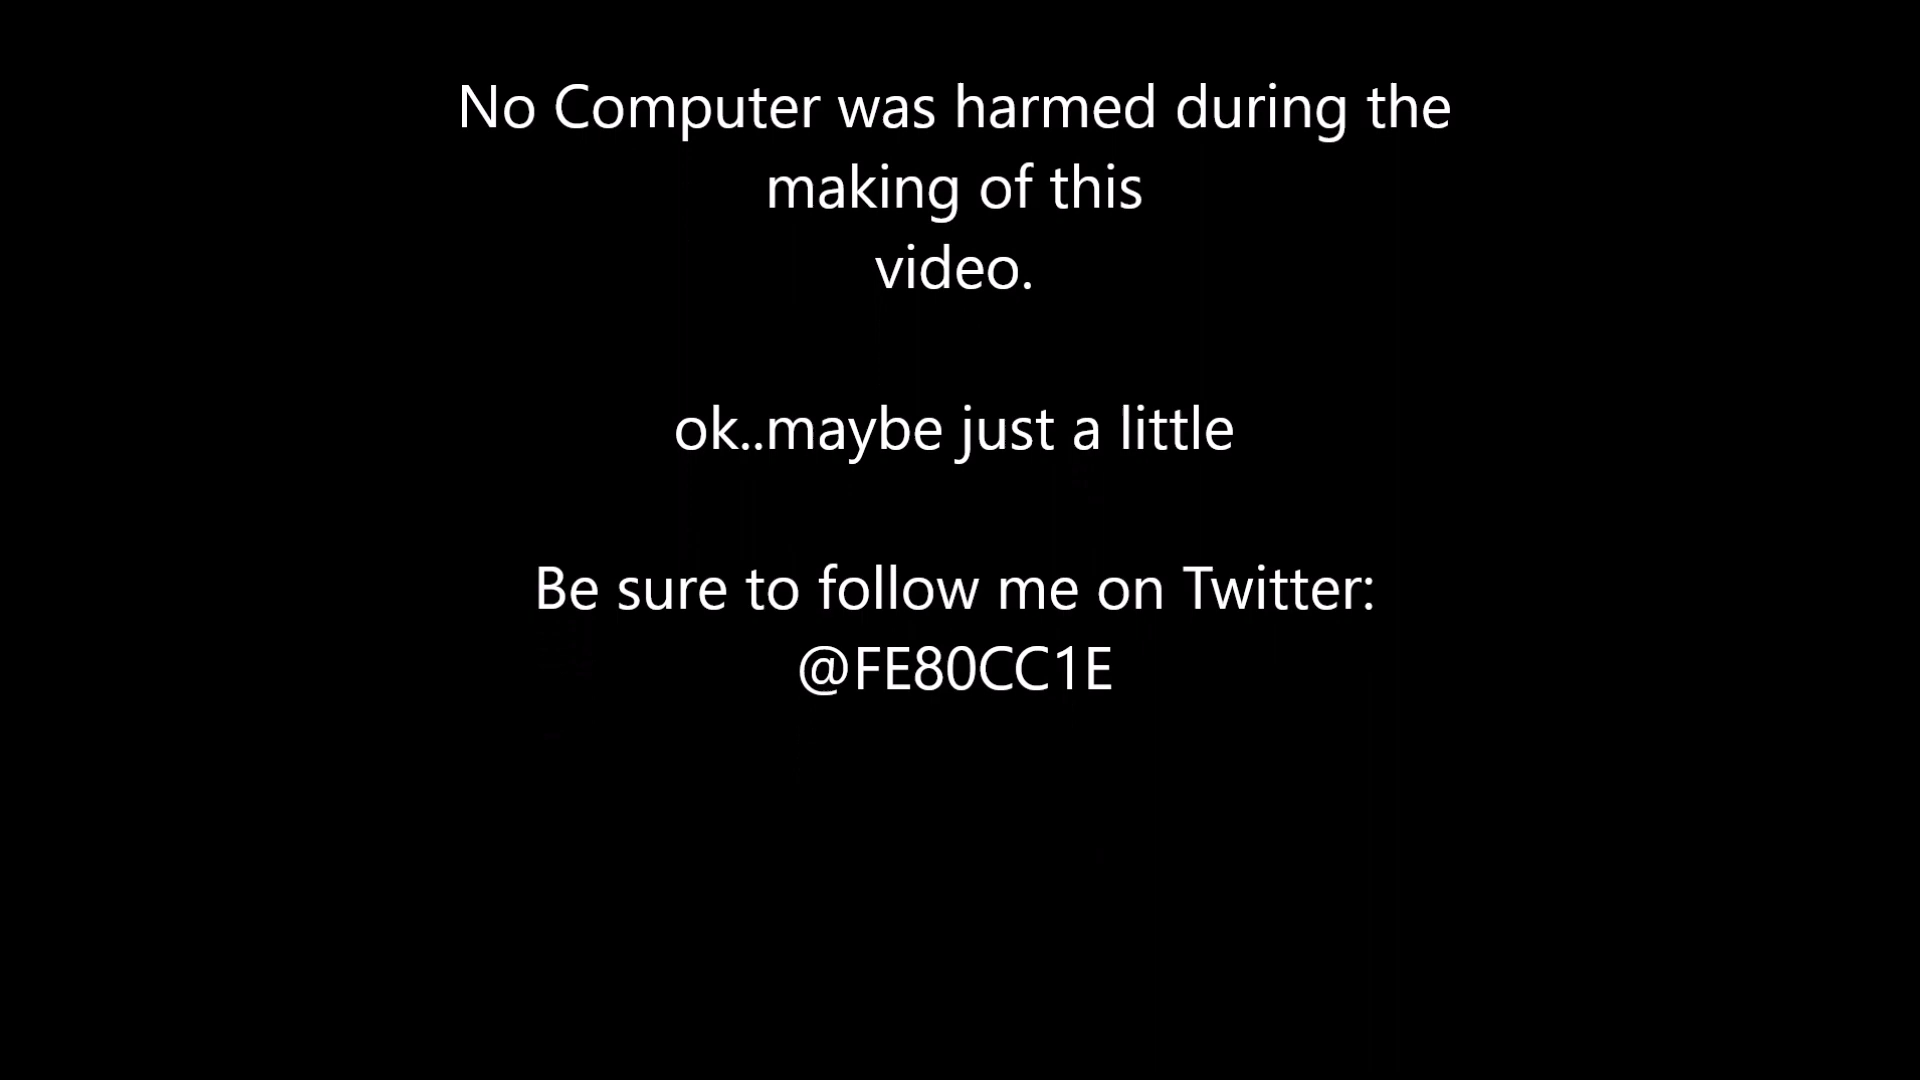 No Computer was harmed during the
making of this
video.
ok..maybe just a little
Be sure to follow me on Twitter:
@FE80CC1E